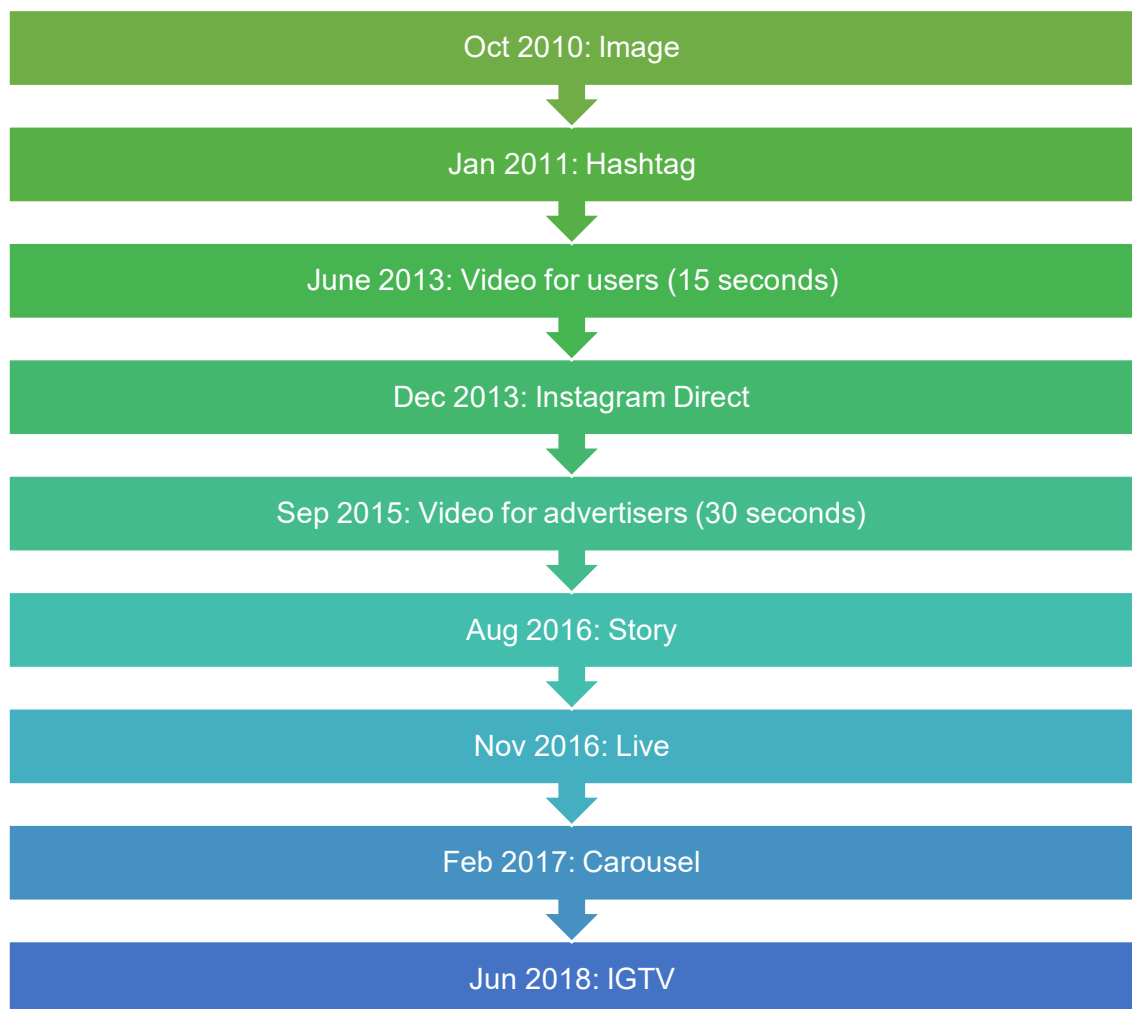 Oct 2010: Image
Jan 2011: Hashtag
June 2013: Video for users (15 seconds)
Dec 2013: Instagram Direct
Sep 2015: Video for advertisers (30 seconds)
Aug 2016: Story
Nov 2016: Live
Feb 2017: Carousel
Jun 2018: IGTV